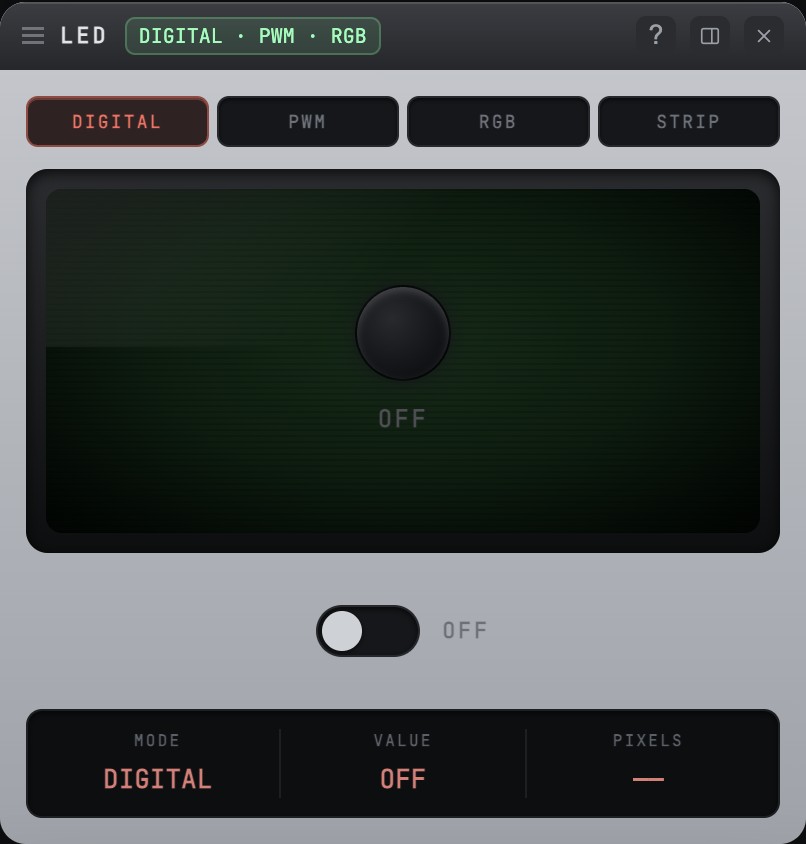 LED DIGITAL · PWM · RGB ?
DIGITAL PWM RGB STRIP
OFF
OFF
MODE VALUE PIXELS
DIGITAL OFF —